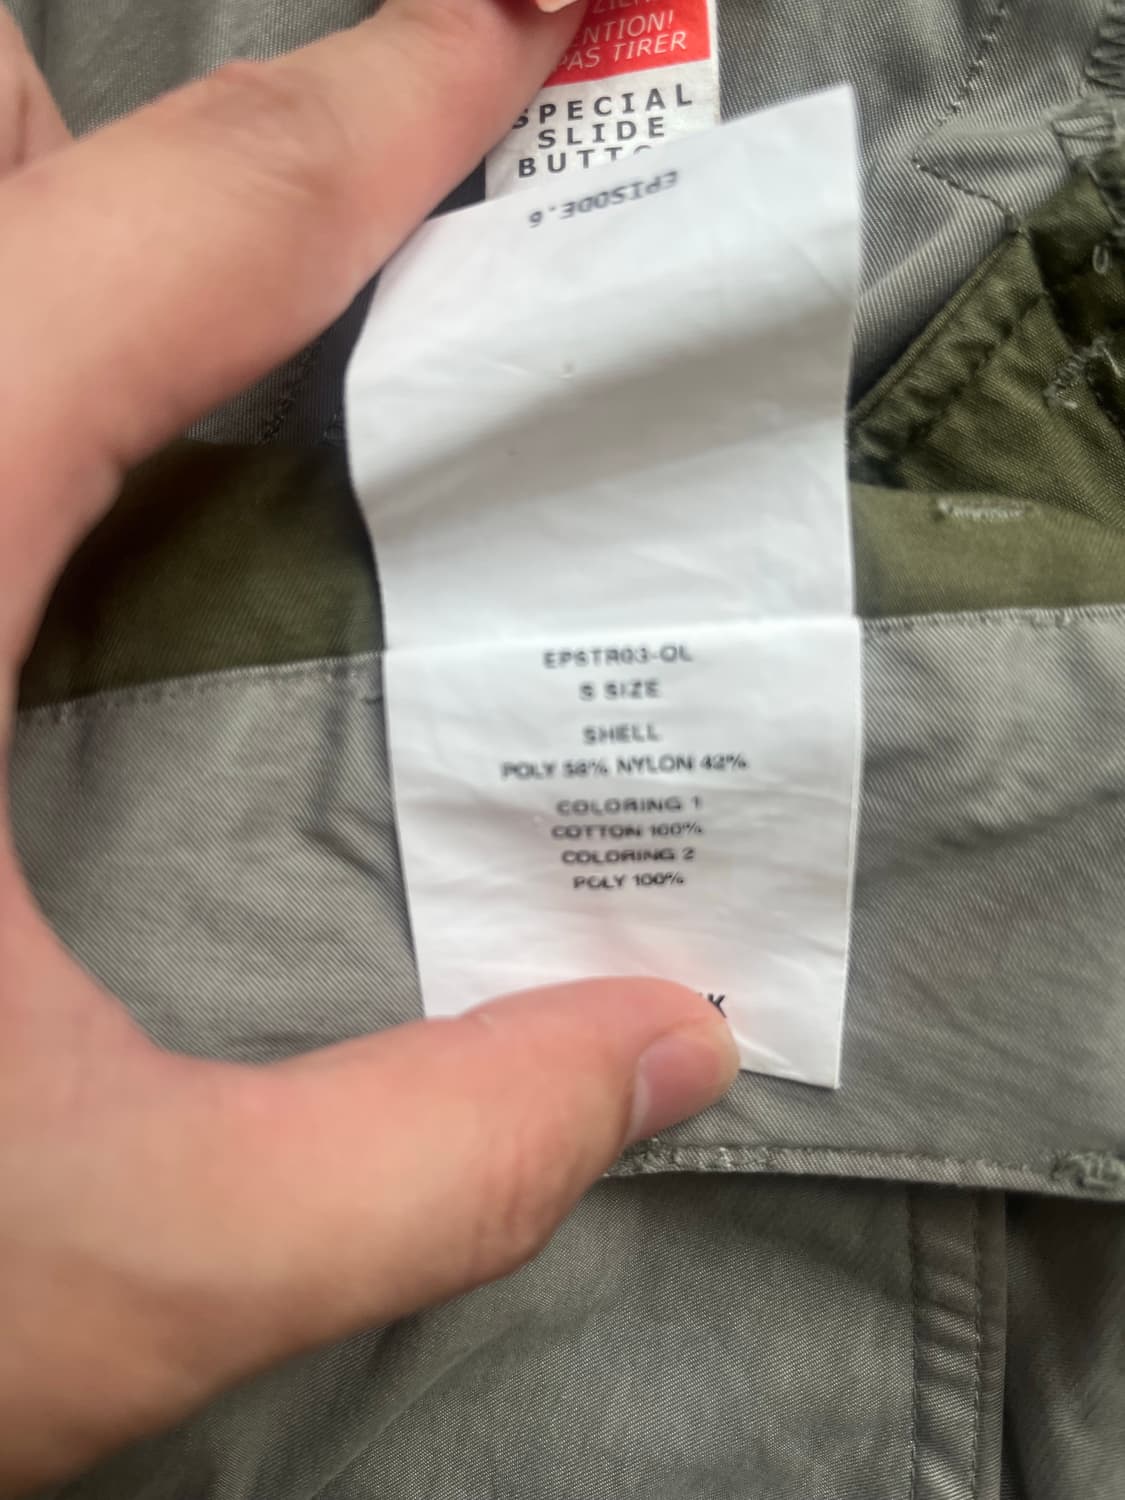 ENTION!
PAS TIRER
SPECIAL
SLIDE
EPISODE.6
EPSTR03-OL
S SIZE
SHELL
POLY 58% NYLON 42%
COLORING 1
COTTON 100%
COLORING 2
POLY 100%